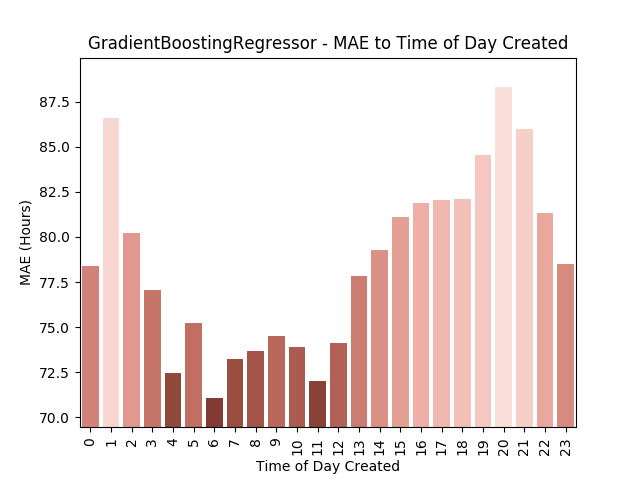 GradientBoostingRegressor - MAE to Time of Day Created
87.5
85.0
82.5
80.0
77.5
75.0
72.5
70.0
MAE (Hours)
0 1 2 3 4 5 6 7 8 9 10 11 12 13 14 15 16 17 18 19 20 21 22 23
Time of Day Created